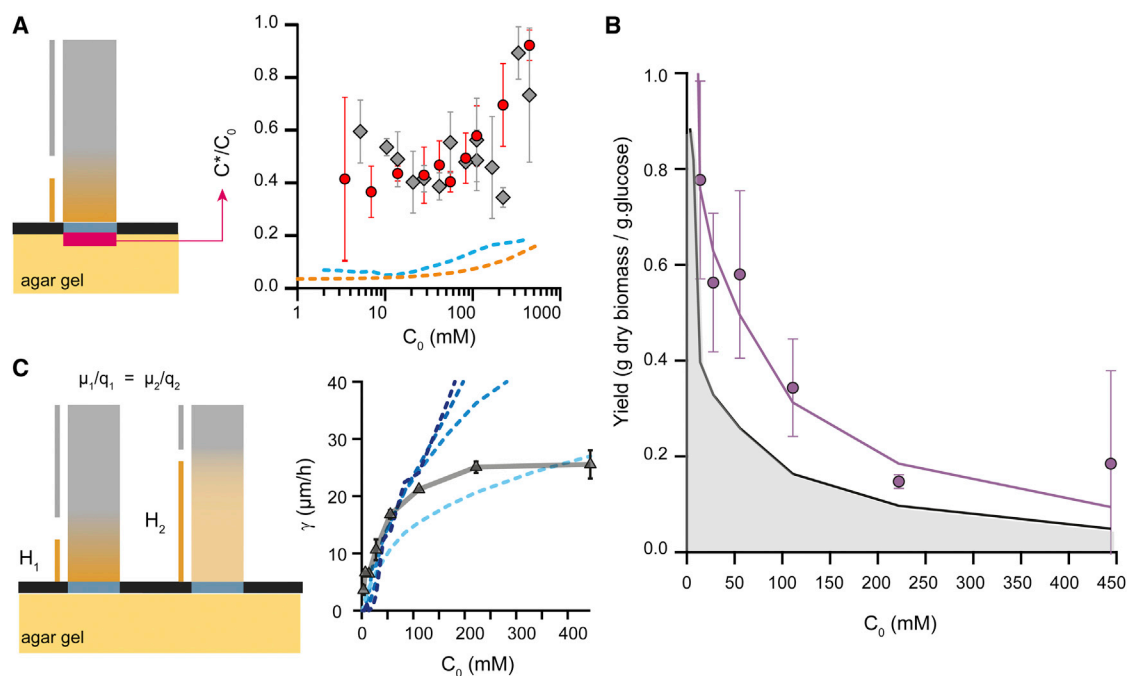 A
agar gel
C*/C₀
1.0
0.8
0.6
0.4
0.2
0.0
1
10
100
1000
C₀ (mM)
B
Yield (g dry biomass / g.glucose)
1.0
0.8
0.6
0.4
0.2
0.0
0
50
100
150
200
250
300
350
400
450
C₀ (mM)
C
μ₁/q₁ = μ₂/q₂
H₁
H₂
agar gel
γ (μm/h)
40
30
20
10
0
0
100
200
300
400
C₀ (mM)